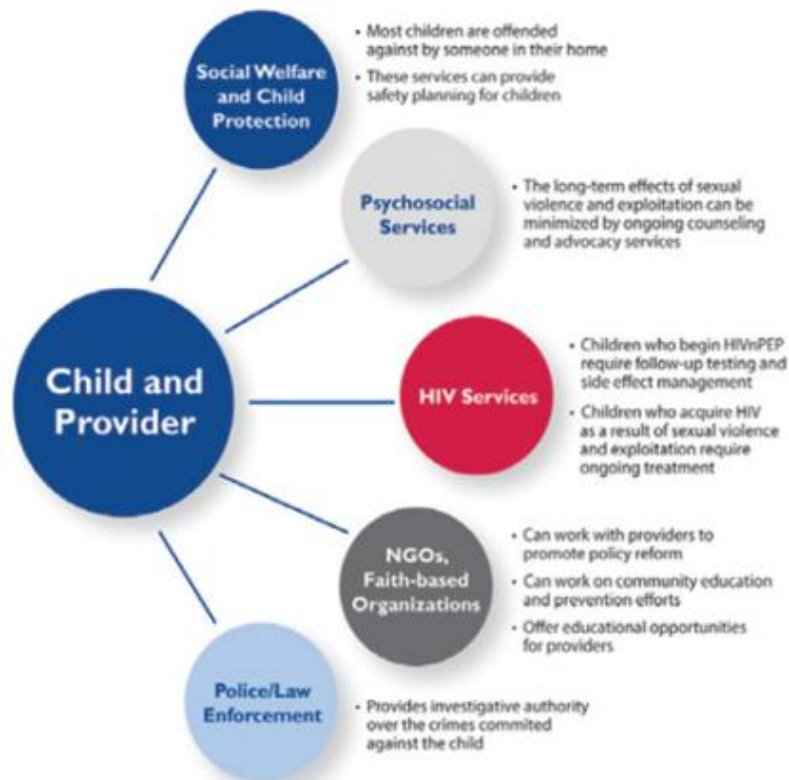 Social Welfare
and Child
Protection
• Most children are offended
against by someone in their home
• These services can provide
safety planning for children
Psychosocial
Services
• The long-term effects of sexual
violence and exploitation can be
minimized by ongoing counseling
and advocacy services
Child and
Provider
HIV Services
• Children who begin HIVnPEP
require follow-up testing and
side effect management
• Children who acquire HIV
as a result of sexual violence
and exploitation require
ongoing treatment
NGOs,
Faith-based
Organizations
• Can work with providers to
promote policy reform
• Can work on community education
and prevention efforts
• Offer educational opportunities
for providers
Police/Law
Enforcement
• Provides investigative authority
over the crimes commited
against the child